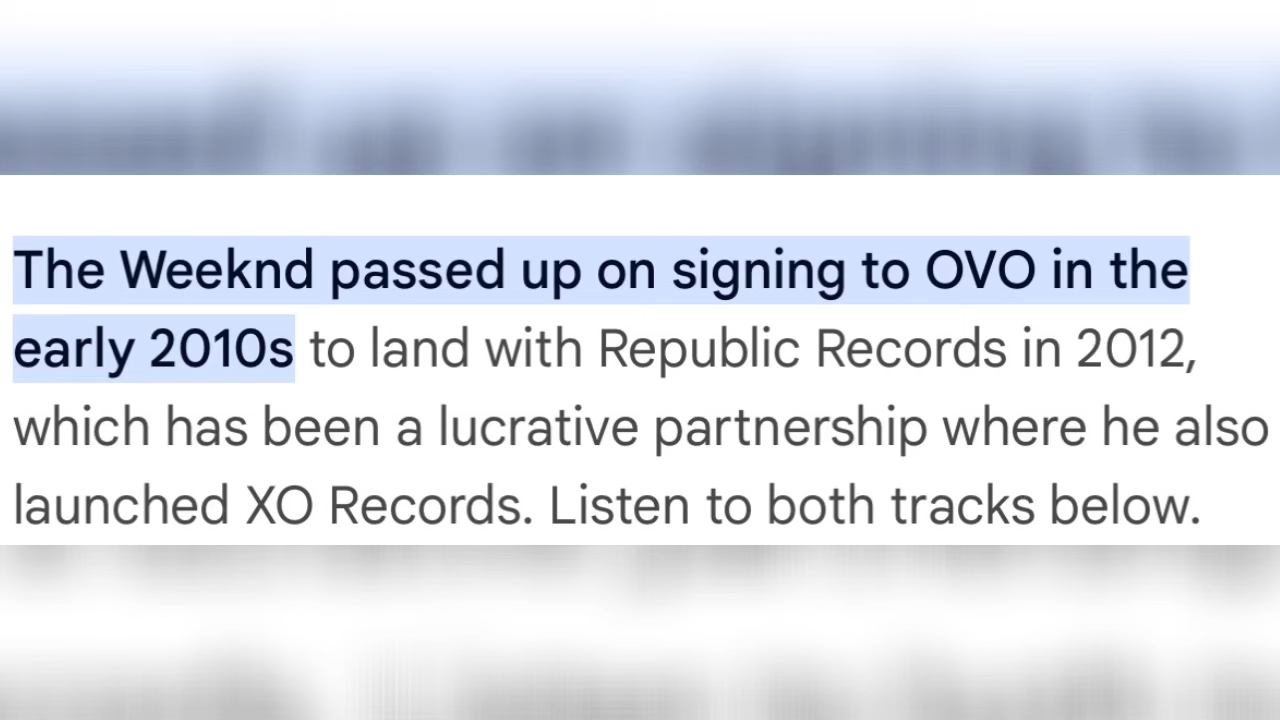 The Weeknd passed up on signing to OVO in the
early 2010s to land with Republic Records in 2012,
which has been a lucrative partnership where he also
launched XO Records. Listen to both tracks below.